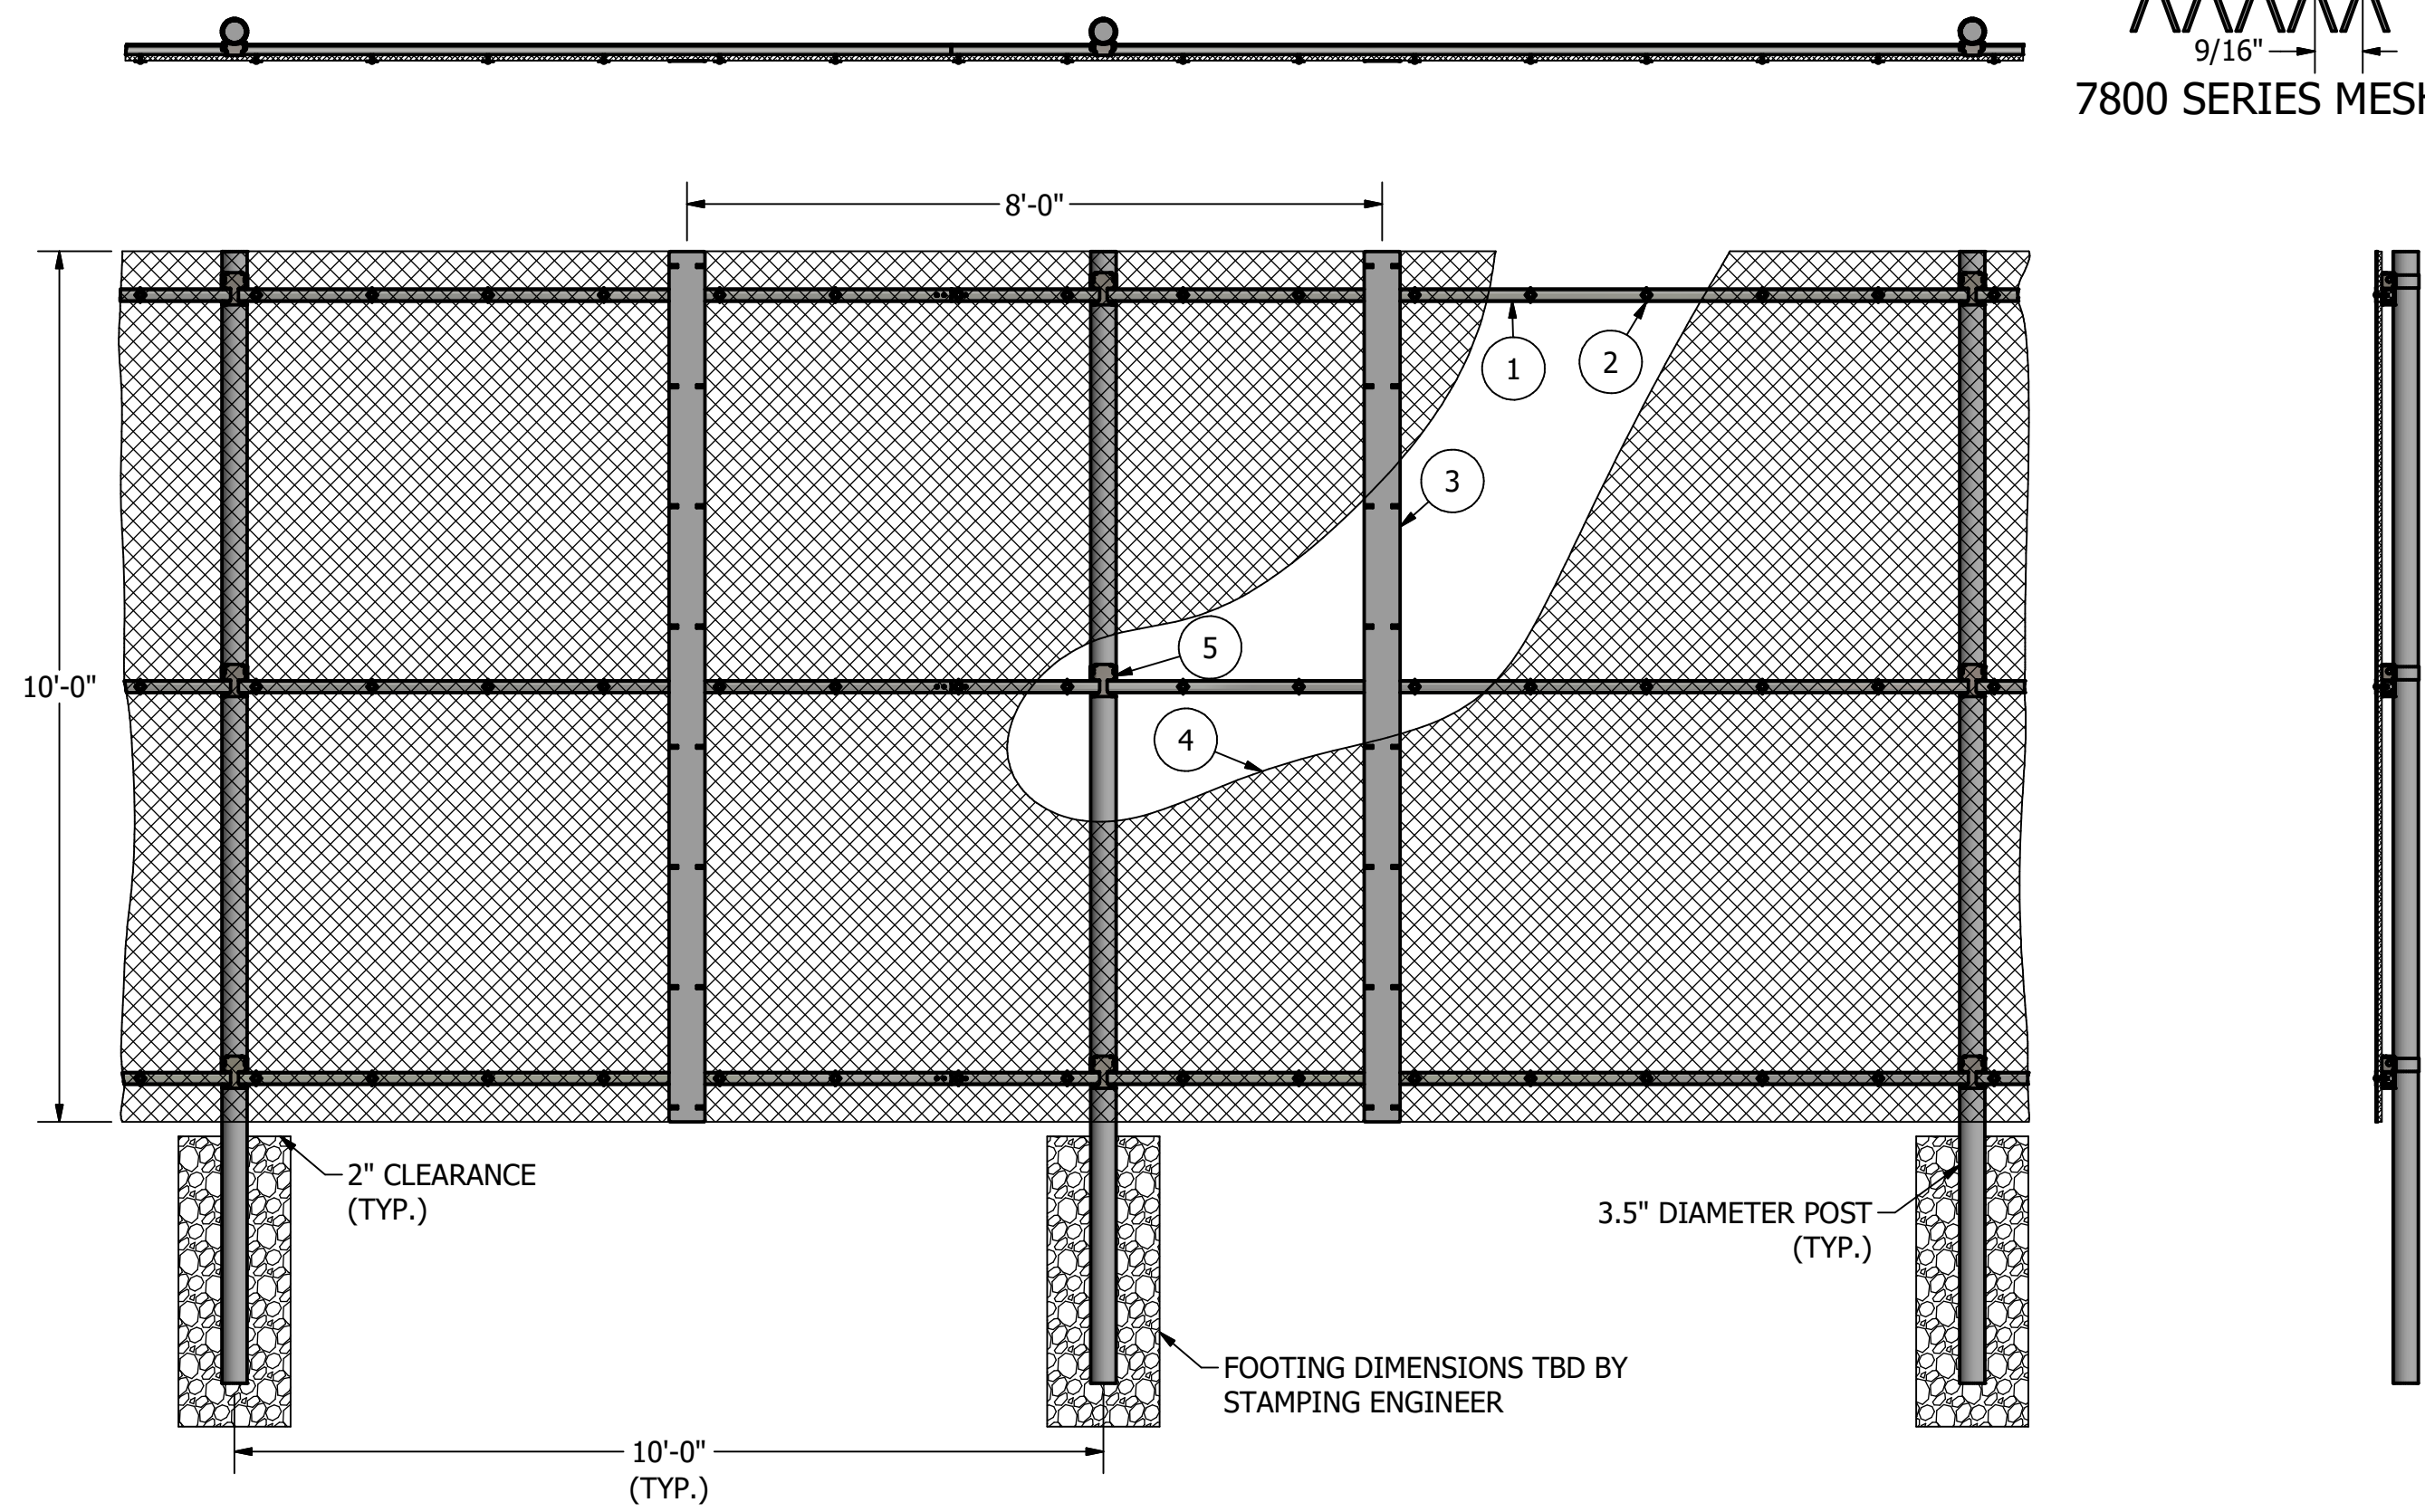 9/16"
7800 SERIES MESH
8'-0"
1
2
3
5
10'-0"
4
2" CLEARANCE
(TYP.)
3.5" DIAMETER POST
(TYP.)
FOOTING DIMENSIONS TBD BY
STAMPING ENGINEER
10'-0"
(TYP.)